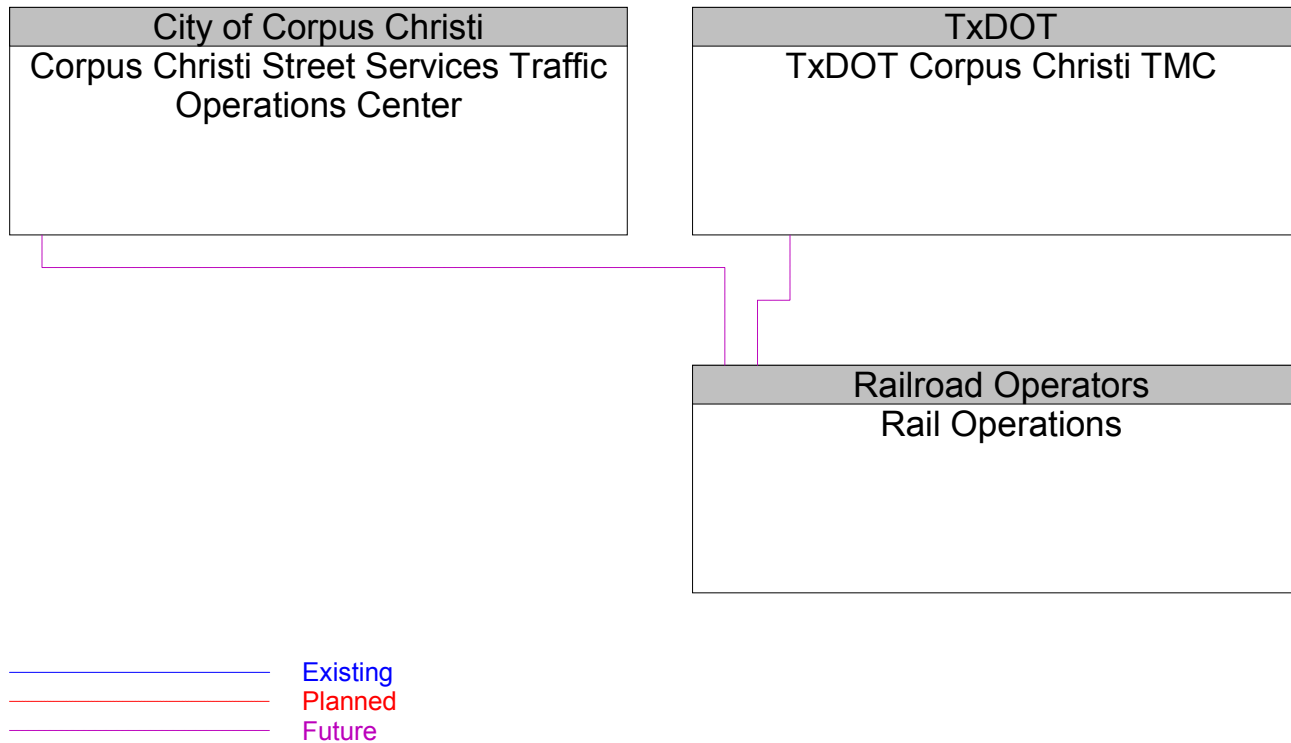 City of Corpus Christi
Corpus Christi Street Services Traffic
Operations Center
TxDOT
TxDOT Corpus Christi TMC
Railroad Operators
Rail Operations
Existing
Planned
Future